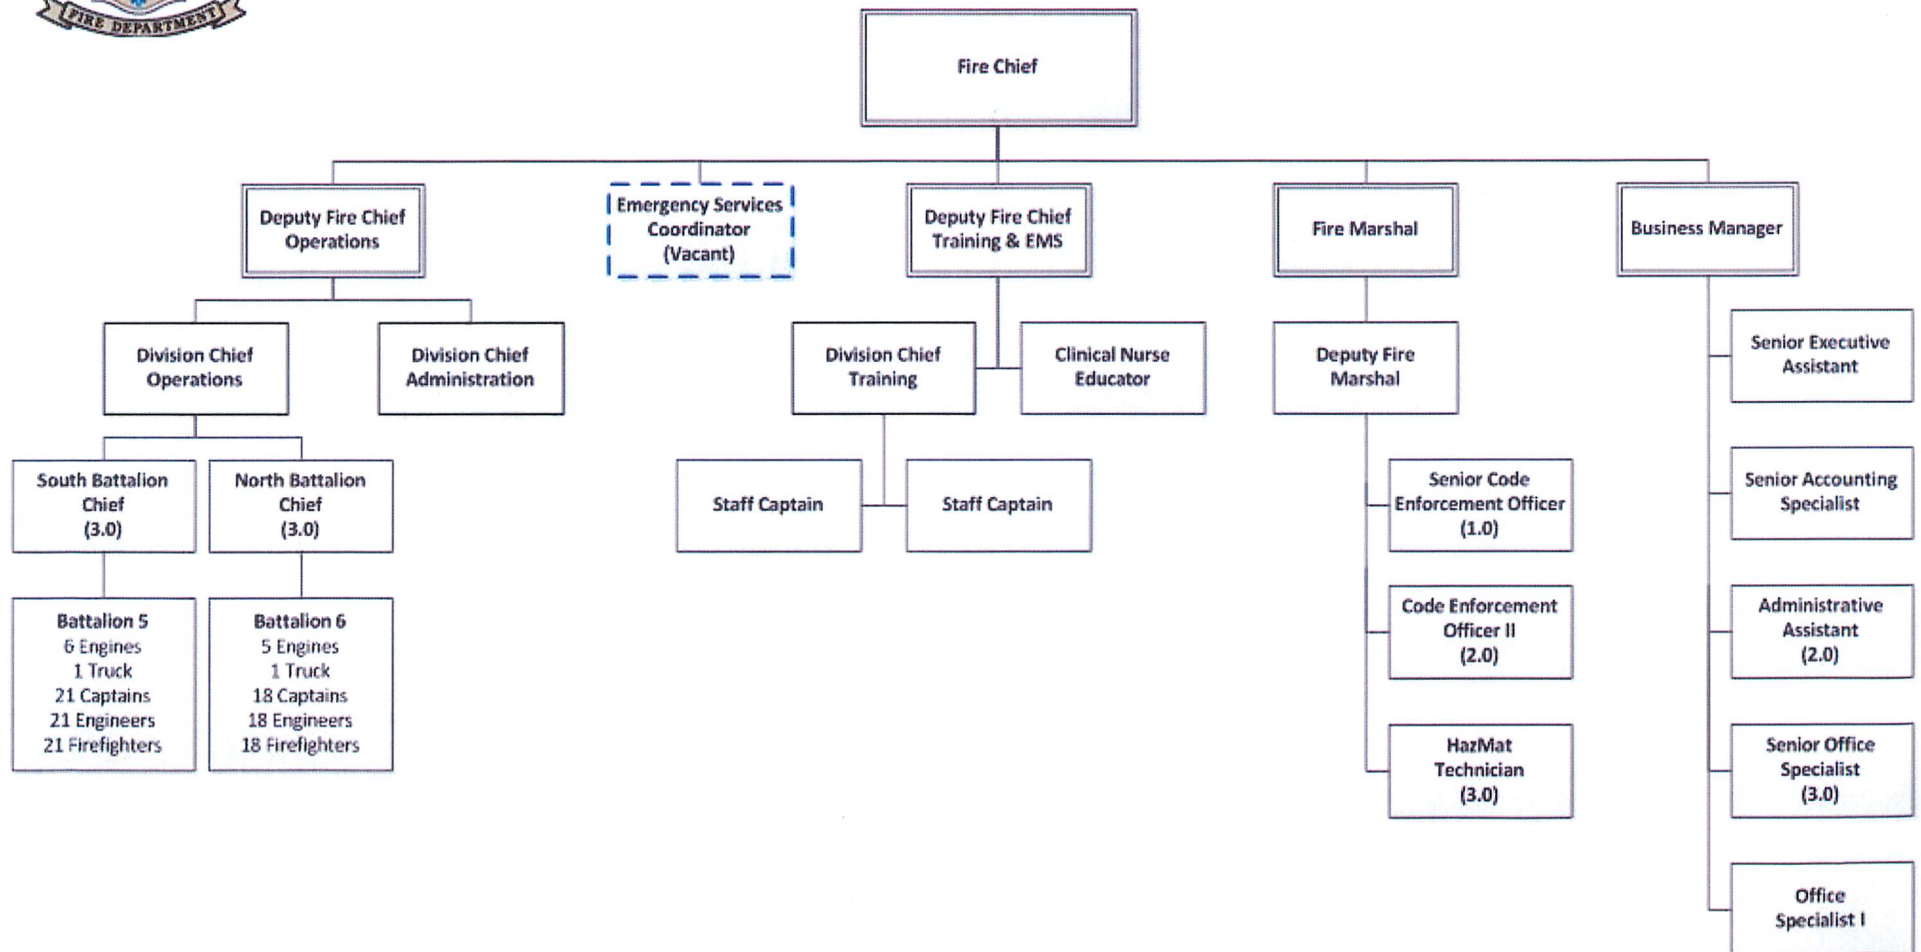 FIRE DEPARTMENT
Fire Chief
Deputy Fire Chief
Operations
Emergency Services
Coordinator
(Vacant)
Deputy Fire Chief
Training & EMS
Fire Marshal
Business Manager
Division Chief
Operations
Division Chief
Administration
Division Chief
Training
Clinical Nurse
Educator
Deputy Fire
Marshal
Senior Executive
Assistant
South Battalion
Chief
(3.0)
North Battalion
Chief
(3.0)
Staff Captain
Staff Captain
Senior Code
Enforcement Officer
(1.0)
Senior Accounting
Specialist
Battalion 5
6 Engines
1 Truck
21 Captains
21 Engineers
21 Firefighters
Battalion 6
5 Engines
1 Truck
18 Captains
18 Engineers
18 Firefighters
Code Enforcement
Officer II
(2.0)
Administrative
Assistant
(2.0)
HazMat
Technician
(3.0)
Senior Office
Specialist
(3.0)
Office
Specialist I